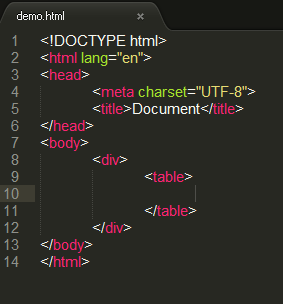 demo.html ×
1 <!DOCTYPE html>
2 <html lang="en">
3 <head>
4 <meta charset="UTF-8">
5 <title>Document</title>
6 </head>
7 <body>
8 <div>
9 <table>
10
11 </table>
12 </div>
13 </body>
14 </html>